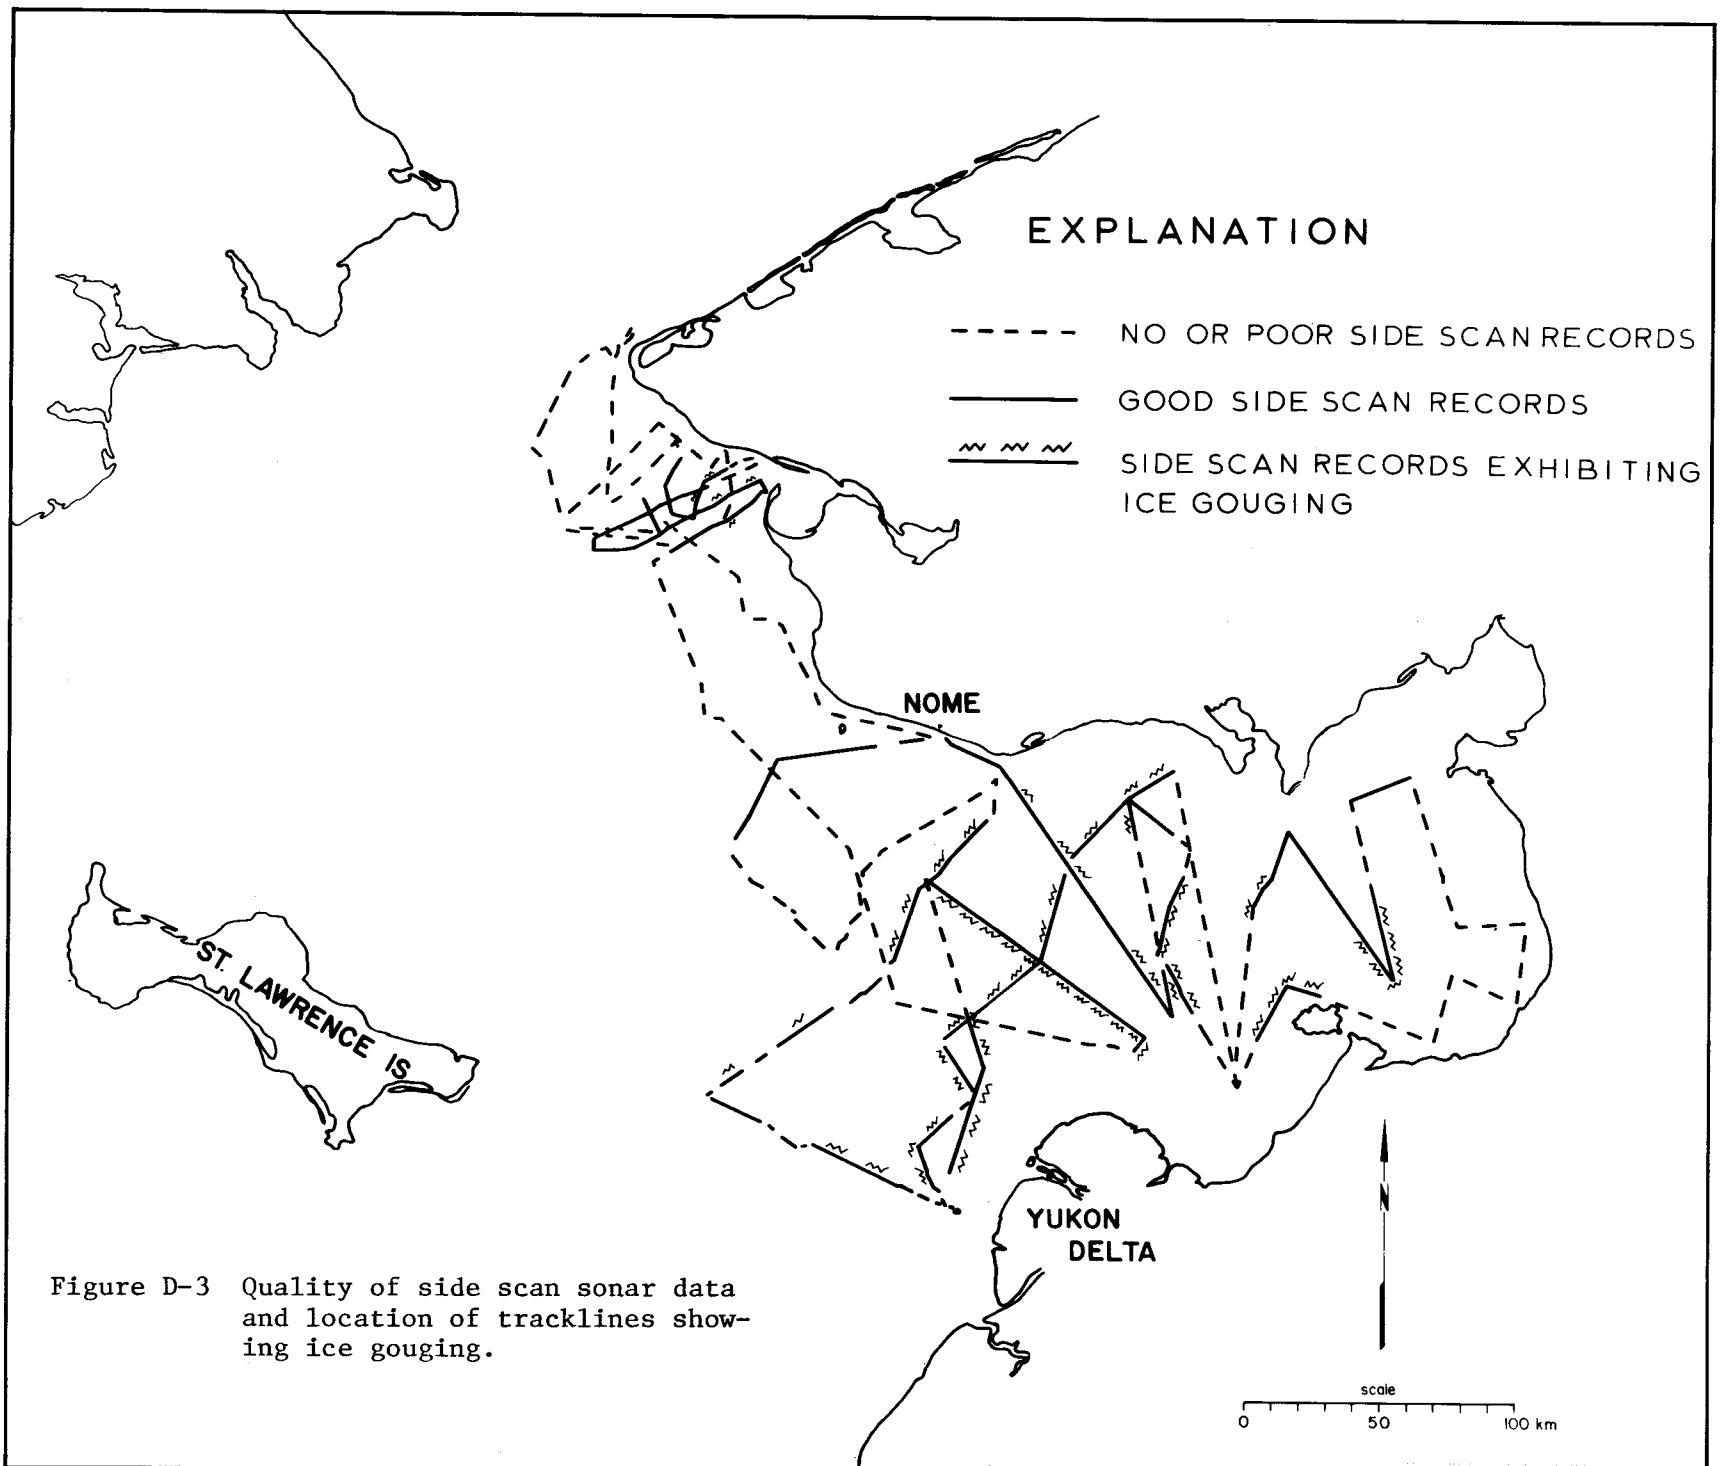 EXPLANATION
NO OR POOR SIDE SCAN RECORDS
GOOD SIDE SCAN RECORDS
SIDE SCAN RECORDS EXHIBITING
ICE GOUGING
NOME
ST. LAWRENCE IS
YUKON
DELTA
N
Figure D-3 Quality of side scan sonar data
and location of tracklines show-
ing ice gouging.
scale
0 50 100 km